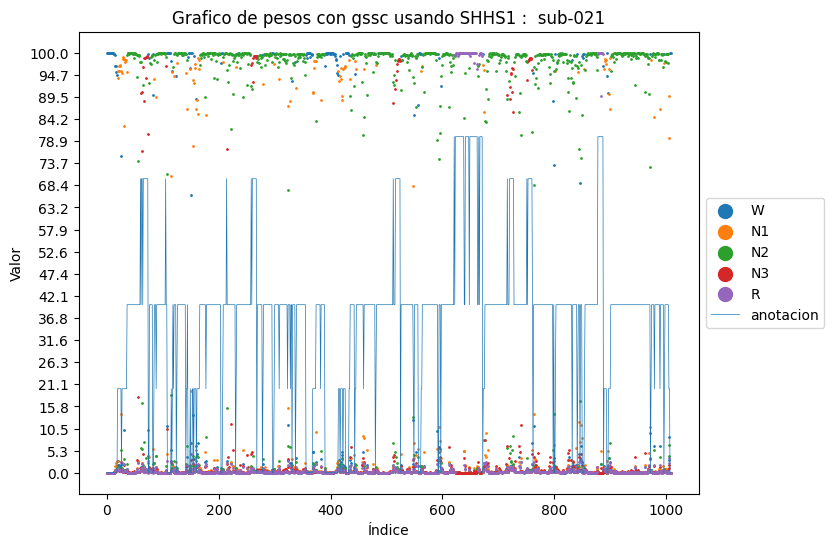 Grafico de pesos con gssc usando SHHS1 :  sub-021
100.0
94.7
89.5
84.2
78.9
73.7
68.4
63.2
57.9
52.6
47.4
42.1
36.8
31.6
26.3
21.1
15.8
10.5
5.3
0.0
Valor
0 200 400 600 800 1000
Índice
W
N1
N2
N3
R
anotacion